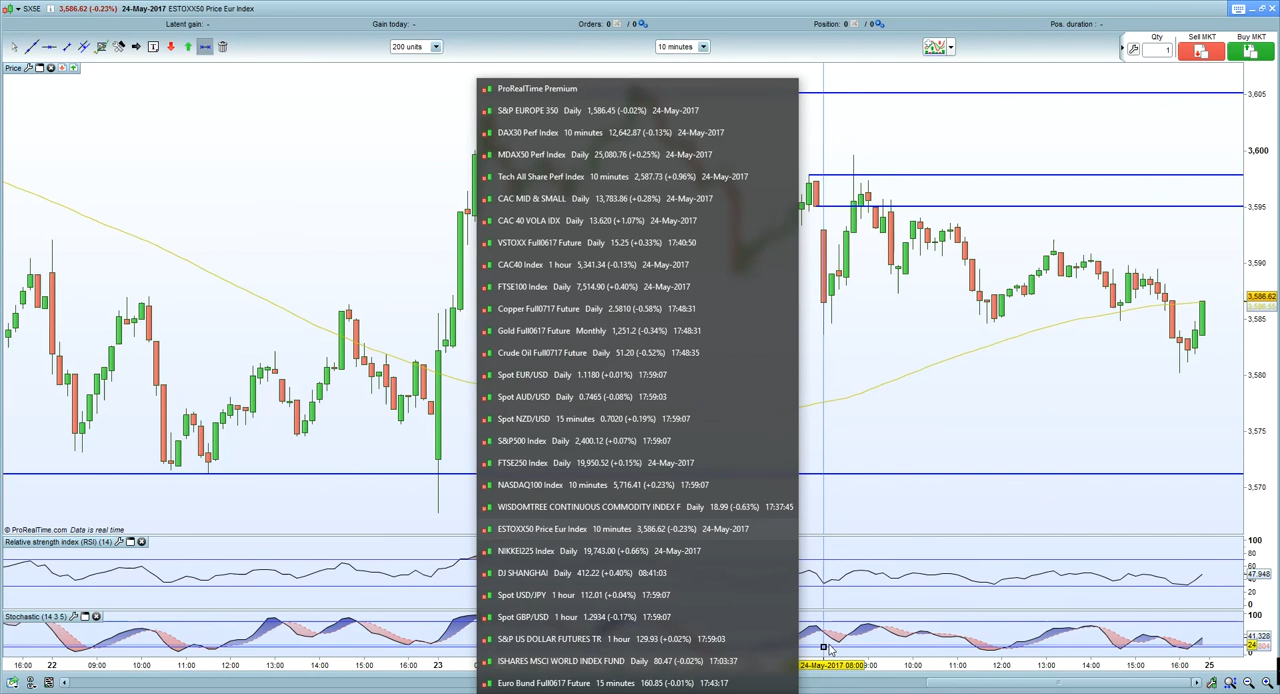 SX5E 3,586.62 (-0.23%) 24-May-2017 ESTOXX50 Price Eur Index
Latent gain: - Gain today: - Orders: 0 / 0 Position: 0 / 0 Pos. duration : -
200 units 10 minutes Qty Sell MKT Buy MKT
1
Price
ProRealTime Premium
S&P EUROPE 350 Daily 1,586.45 (-0.02%) 24-May-2017
DAX30 Perf Index 10 minutes 12,642.87 (-0.13%) 24-May-2017
MDAX50 Perf Index Daily 25,080.76 (+0.25%) 24-May-2017
Tech All Share Perf Index 10 minutes 2,587.73 (+0.96%) 24-May-2017
CAC MID & SMALL Daily 13,783.86 (+0.28%) 24-May-2017
CAC 40 VOLA IDX Daily 13.620 (+1.07%) 24-May-2017
VSTOXX Full0617 Future Daily 15.25 (+0.33%) 17:40:50
CAC40 Index 1 hour 5,341.34 (-0.13%) 24-May-2017
FTSE100 Index Daily 7,514.90 (+0.40%) 24-May-2017
Copper Full0717 Future Daily 2.5810 (-0.58%) 17:48:31
Gold Full0617 Future Monthly 1,251.2 (-0.34%) 17:48:31
Crude Oil Full0717 Future Daily 51.20 (-0.52%) 17:48:35
Spot EUR/USD Daily 1.1180 (+0.01%) 17:59:07
Spot AUD/USD Daily 0.7465 (-0.08%) 17:59:03
Spot NZD/USD 15 minutes 0.7020 (+0.19%) 17:59:07
S&P500 Index Daily 2,400.12 (+0.07%) 17:59:07
FTSE250 Index Daily 19,950.52 (+0.15%) 24-May-2017
NASDAQ100 Index 10 minutes 5,716.41 (+0.23%) 17:59:07
WISDOMTREE CONTINUOUS COMMODITY INDEX F Daily 18.99 (-0.63%) 17:37:45
ESTOXX50 Price Eur Index 10 minutes 3,586.62 (-0.23%) 24-May-2017
NIKKEI225 Index Daily 19,743.00 (+0.66%) 24-May-2017
DJ SHANGHAI Daily 412.22 (+0.40%) 08:41:03
Spot USD/JPY 1 hour 112.01 (+0.04%) 17:59:07
Spot GBP/USD 1 hour 1.2934 (-0.17%) 17:59:07
S&P US DOLLAR FUTURES TR 1 hour 129.93 (+0.02%) 17:59:03
ISHARES MSCI WORLD INDEX FUND Daily 80.47 (-0.02%) 17:03:37
Euro Bund Full0617 Future 15 minutes 160.85 (-0.01%) 17:43:17
3,605
3,600
3,595
3,590
3,586.62
3,585
3,580
3,575
3,570
© ProRealTime.com Data is real time
Relative strength index (RSI) (14)
100
80
60
47.948
40
20
0
Stochastic (14 3 5)
100
41.328
24
0
16:00 22 10:00 11:00 12:00 13:00 14:00 15:00 16:00 23 24-May-2017 08:00 9:00 10:00 11:00 12:00 13:00 14:00 15:00 16:00 25